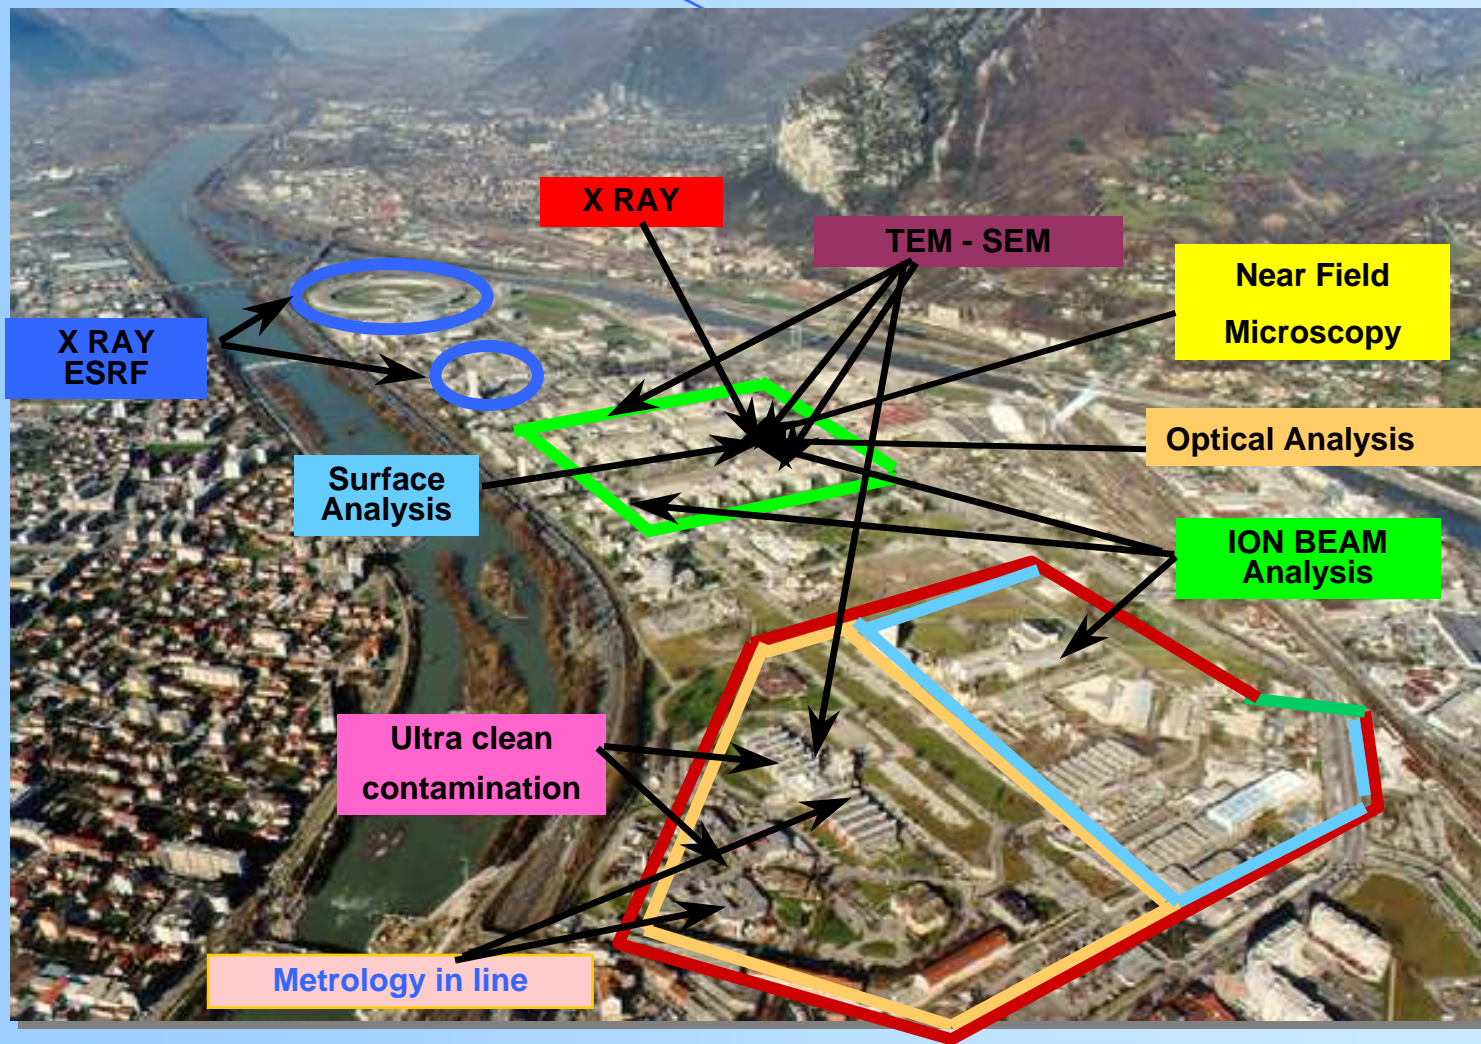 X RAY
TEM - SEM
Near Field
Microscopy
X RAY
ESRF
Optical Analysis
Surface
Analysis
ION BEAM
Analysis
Ultra clean
contamination
Metrology in line